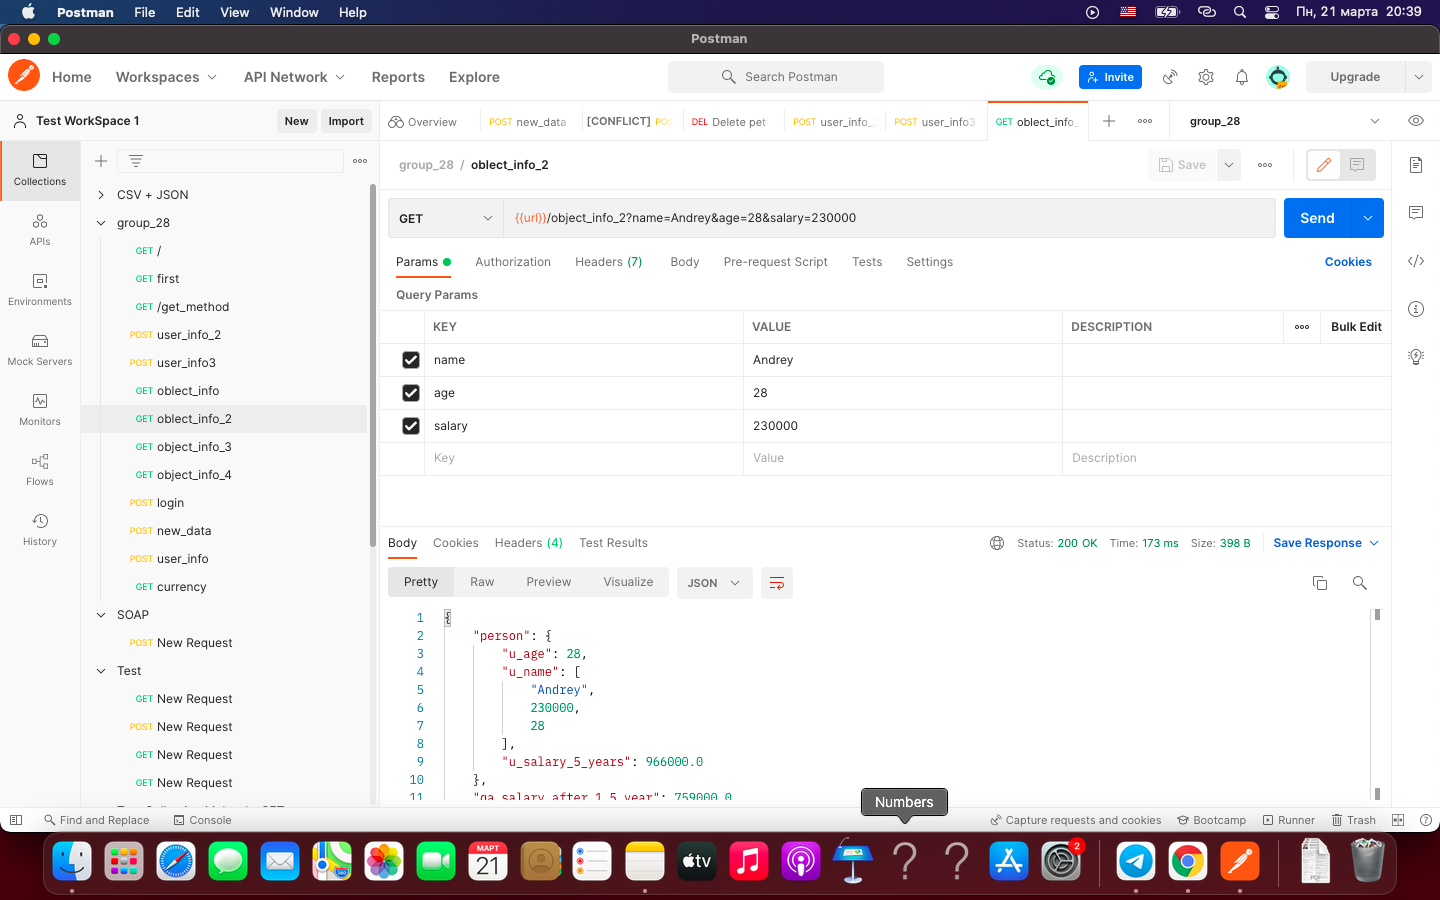 Postman File Edit View Window Help Пн, 21 марта 20:39
Postman
Home Workspaces API Network Reports Explore Search Postman Invite Upgrade
Test WorkSpace 1 New Import
Overview POST new_data [CONFLICT] POS DEL Delete pet POST user_info_2 POST user_info3 GET oblect_info_ group_28
Collections
APIs
Environments
Mock Servers
Monitors
Flows
History
CSV + JSON
group_28
GET /
GET first
GET /get_method
POST user_info_2
POST user_info3
GET oblect_info
GET oblect_info_2
GET object_info_3
GET object_info_4
POST login
POST new_data
POST user_info
GET currency
SOAP
POST New Request
Test
GET New Request
POST New Request
GET New Request
GET New Request
group_28 / oblect_info_2 Save
GET {{url}}/object_info_2?name=Andrey&age=28&salary=230000 Send
Params Authorization Headers (7) Body Pre-request Script Tests Settings Cookies
Query Params
KEY VALUE DESCRIPTION Bulk Edit
name Andrey
age 28
salary 230000
Key Value Description
Body Cookies Headers (4) Test Results Status: 200 OK Time: 173 ms Size: 398 B Save Response
Pretty Raw Preview Visualize JSON
1 {
2 "person": {
3 "u_age": 28,
4 "u_name": [
5 "Andrey",
6 230000,
7 28
8 ],
9 "u_salary_5_years": 966000.0
10 },
11 "qa_salary_after_1_5_year": 759000.0
Numbers
Find and Replace Console Capture requests and cookies Bootcamp Runner Trash
МАРТ
21
tv
2
PDF